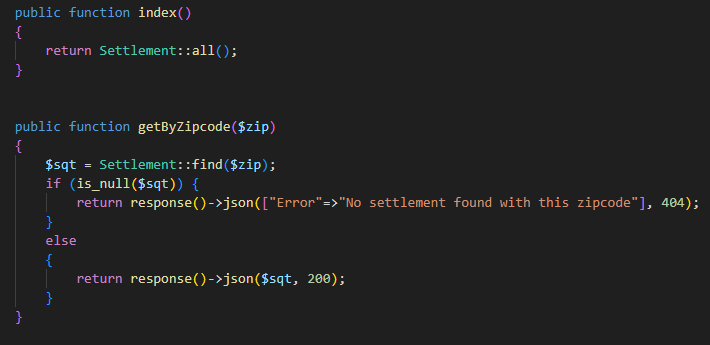 public function index()
{
    return Settlement::all();
}
public function getByZipcode($zip)
{
    $sqt = Settlement::find($zip);
    if (is_null($sqt)) {
        return response()->json(["Error"=>"No settlement found with this zipcode"], 404);
    }
    else
    {
        return response()->json($sqt, 200);
    }
}